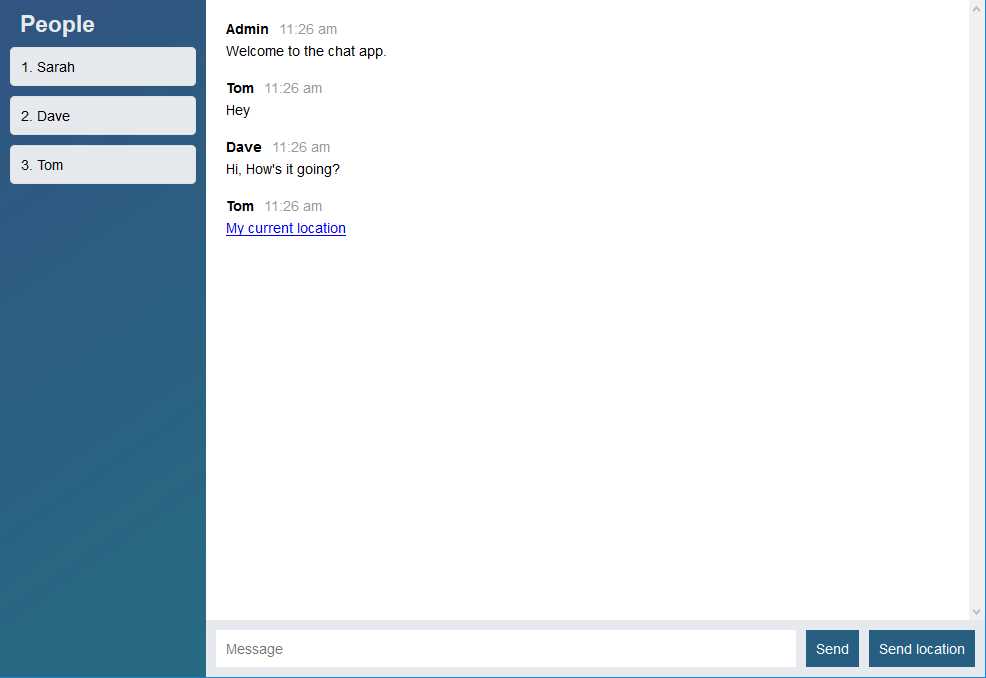 People
1. Sarah
2. Dave
3. Tom
Admin 11:26 am
Welcome to the chat app.
Tom 11:26 am
Hey
Dave 11:26 am
Hi, How's it going?
Tom 11:26 am
My current location
Message
Send
Send location